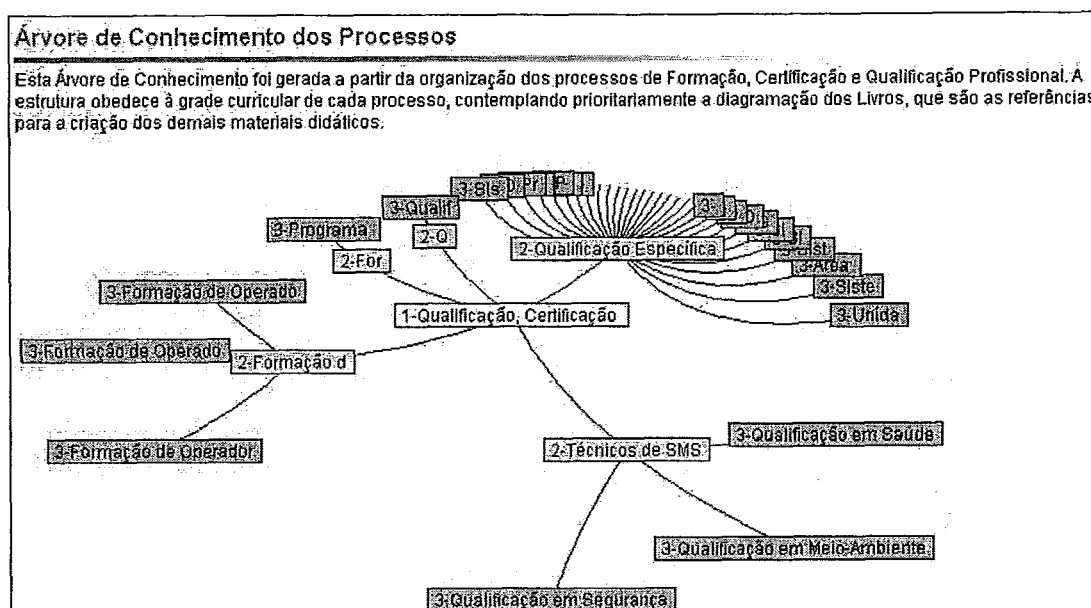 Árvore de Conhecimento dos Processos
Esta Árvore de Conhecimento foi gerada a partir da organização dos processos de Formação, Certificação e Qualificação Profissional. A
estrutura obedece à grade curricular de cada processo, contemplando prioritariamente a diagramação dos Livros, que são as referências
para a criação dos demais materiais didáticos.
3-Sis
3-Qualif
3-Programa
2-Q
2-For
2-Qualificação Específica
3-Área
3-Siste
3-Unida
3-Formação de Operado
1-Qualificação, Certificação
3-Formação de Operado
2-Formação d
3-Formação de Operador
2-Técnicos de SMS
3-Qualificação em Saúde
3-Qualificação em Meio-Ambiente
3-Qualificação em Segurança